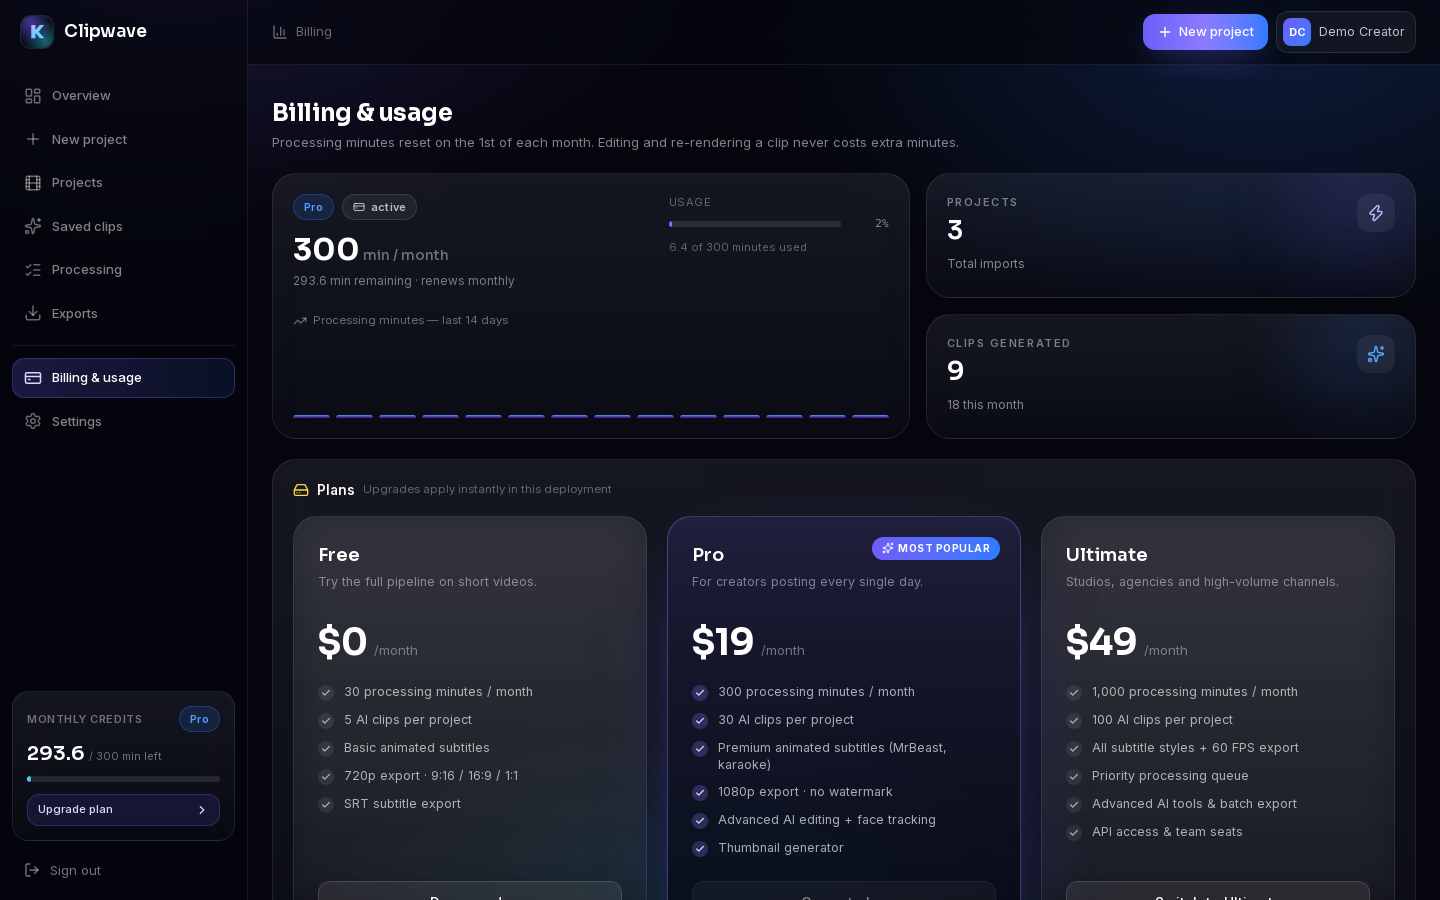 K
Clipwave
Billing
New project
DC
Demo Creator
Overview
New project
Projects
Saved clips
Processing
Exports
Billing & usage
Settings
MONTHLY CREDITS
Pro
293.6 / 300 min left
Upgrade plan
Sign out
Billing & usage
Processing minutes reset on the 1st of each month. Editing and re-rendering a clip never costs extra minutes.
Pro
active
300 min / month
293.6 min remaining · renews monthly
USAGE
2%
6.4 of 300 minutes used
Processing minutes — last 14 days
PROJECTS
3
Total imports
CLIPS GENERATED
9
18 this month
Plans
Upgrades apply instantly in this deployment
Free
Try the full pipeline on short videos.
$0 /month
30 processing minutes / month
5 AI clips per project
Basic animated subtitles
720p export · 9:16 / 16:9 / 1:1
SRT subtitle export
Pro
MOST POPULAR
For creators posting every single day.
$19 /month
300 processing minutes / month
30 AI clips per project
Premium animated subtitles (MrBeast,
karaoke)
1080p export · no watermark
Advanced AI editing + face tracking
Thumbnail generator
Ultimate
Studios, agencies and high-volume channels.
$49 /month
1,000 processing minutes / month
100 AI clips per project
All subtitle styles + 60 FPS export
Priority processing queue
Advanced AI tools & batch export
API access & team seats